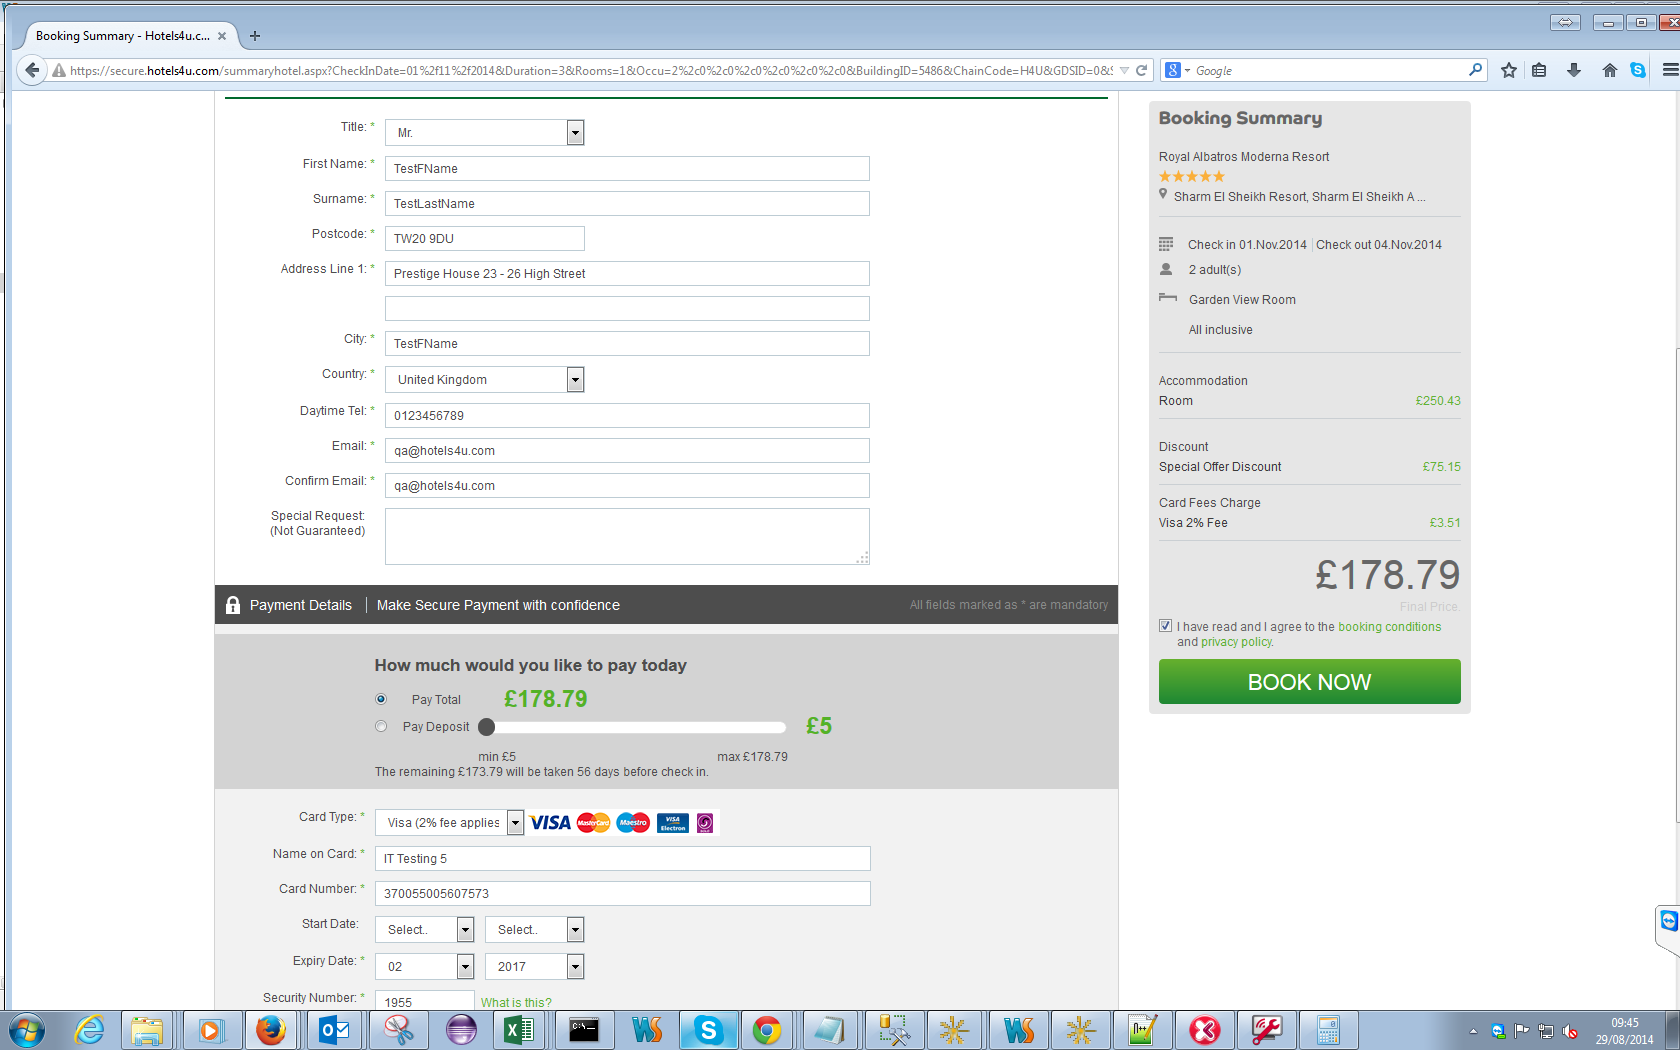 Booking Summary - Hotels4u.c...
https://secure.hotels4u.com/summaryhotel.aspx?CheckInDate=01%2f11%2f2014&Duration=3&Rooms=1&Occu=2%2c0%2c0%2c0%2c0%2c0%2c0&BuildingID=5486&ChainCode=H4U&GDSID=0&
Google
Title: *
Mr.
First Name: *
TestFName
Surname: *
TestLastName
Postcode: *
TW20 9DU
Address Line 1: *
Prestige House 23 - 26 High Street
City: *
TestFName
Country: *
United Kingdom
Daytime Tel: *
0123456789
Email: *
qa@hotels4u.com
Confirm Email: *
qa@hotels4u.com
Special Request:
(Not Guaranteed)
Payment Details | Make Secure Payment with confidence
All fields marked as * are mandatory
How much would you like to pay today
Pay Total £178.79
Pay Deposit £5
min £5 max £178.79
The remaining £173.79 will be taken 56 days before check in.
Card Type: *
Visa (2% fee applies
VISA MasterCard Maestro VISA Electron
Name on Card: *
IT Testing 5
Card Number: *
370055005607573
Start Date:
Select.. Select..
Expiry Date: *
02 2017
Security Number: *
1955 What is this?
Booking Summary
Royal Albatros Moderna Resort
Sharm El Sheikh Resort, Sharm El Sheikh A ...
Check in 01.Nov.2014 | Check out 04.Nov.2014
2 adult(s)
Garden View Room
All inclusive
Accommodation
Room £250.43
Discount
Special Offer Discount £75.15
Card Fees Charge
Visa 2% Fee £3.51
£178.79
Final Price.
I have read and I agree to the booking conditions
and privacy policy.
BOOK NOW
09:45
29/08/2014